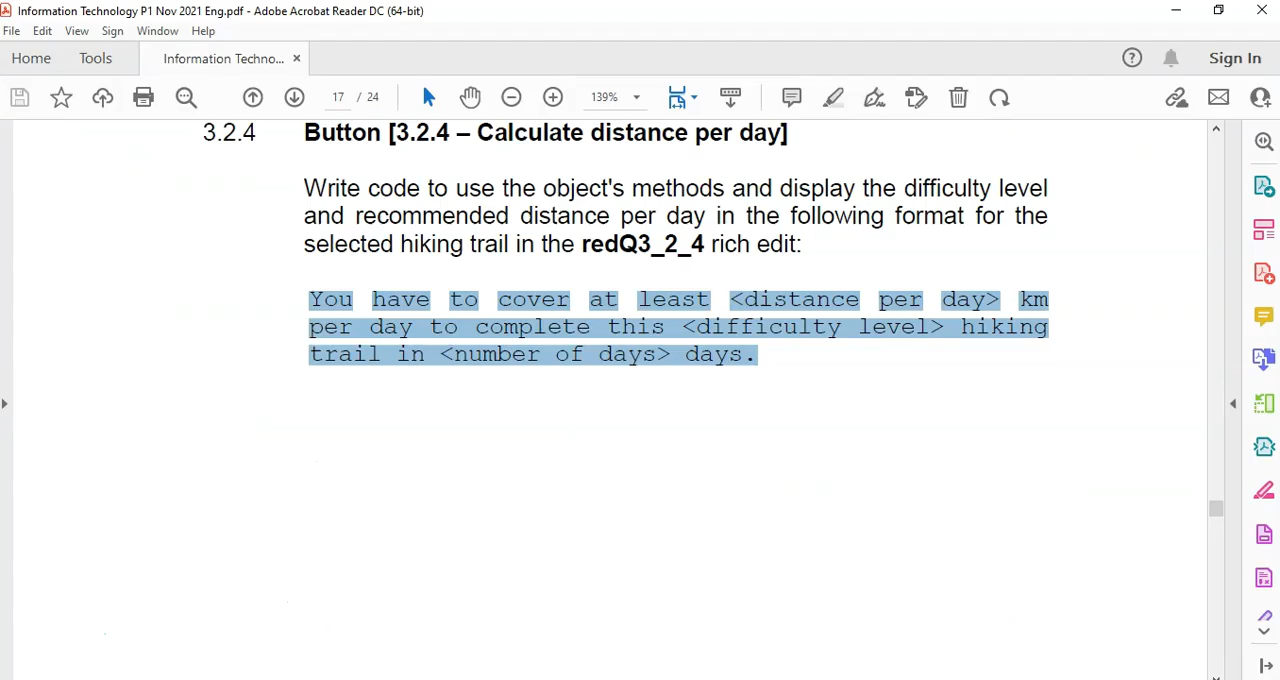 Information Technology P1 Nov 2021 Eng.pdf - Adobe Acrobat Reader DC (64-bit)
File Edit View Sign Window Help
Home Tools Information Techno... ×
Sign In
17 / 24
139%
3.2.4 Button [3.2.4 – Calculate distance per day]
Write code to use the object's methods and display the difficulty level
and recommended distance per day in the following format for the
selected hiking trail in the redQ3_2_4 rich edit:
You have to cover at least <distance per day> km
per day to complete this <difficulty level> hiking
trail in <number of days> days.